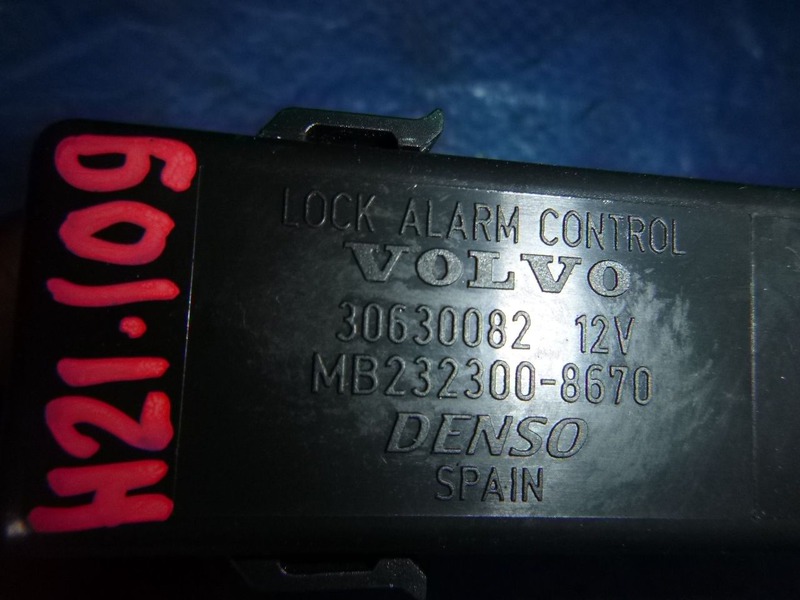 H21.109
LOCK ALARM CONTROL
VOLVO
30630082 12V
MB232300-8670
DENSO
SPAIN